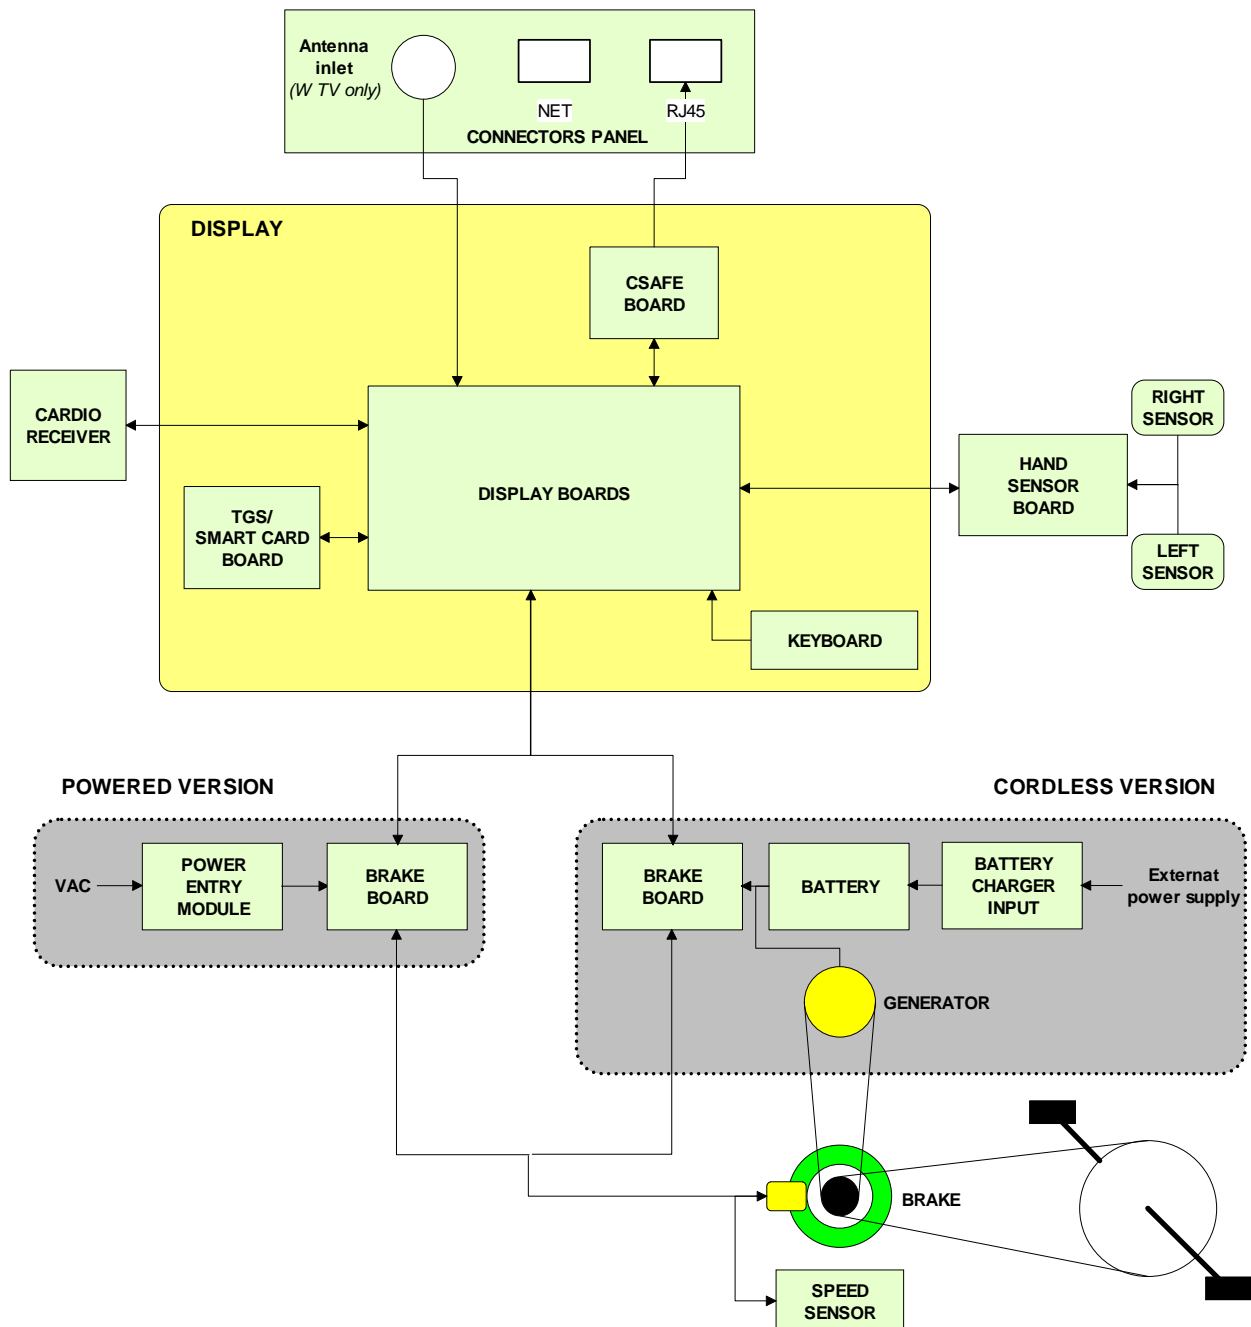 Antenna
inlet
(W TV only)
NET
RJ45
CONNECTORS PANEL
DISPLAY
CSAFE
BOARD
CARDIO
RECEIVER
DISPLAY BOARDS
TGS/
SMART CARD
BOARD
HAND
SENSOR
BOARD
RIGHT
SENSOR
LEFT
SENSOR
KEYBOARD
POWERED VERSION
CORDLESS VERSION
VAC
POWER
ENTRY
MODULE
BRAKE
BOARD
BRAKE
BOARD
BATTERY
BATTERY
CHARGER
INPUT
Externat
power supply
GENERATOR
BRAKE
SPEED
SENSOR